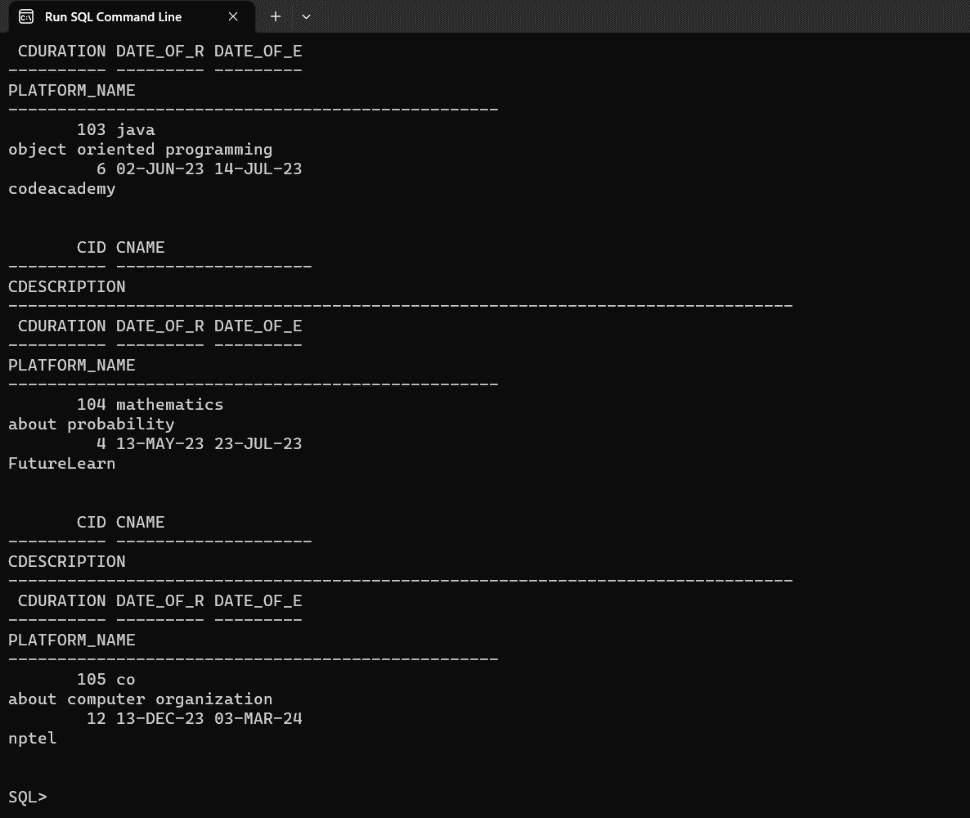 Run SQL Command Line
CDURATION DATE_OF_R DATE_OF_E
---------- --------- ---------
PLATFORM_NAME
--------------------------------------------------
103 java
object oriented programming
6 02-JUN-23 14-JUL-23
codeacademy
CID CNAME
---------- --------------------
CDESCRIPTION
--------------------------------------------------------------------------------
CDURATION DATE_OF_R DATE_OF_E
---------- --------- ---------
PLATFORM_NAME
--------------------------------------------------
104 mathematics
about probability
4 13-MAY-23 23-JUL-23
FutureLearn
CID CNAME
---------- --------------------
CDESCRIPTION
--------------------------------------------------------------------------------
CDURATION DATE_OF_R DATE_OF_E
---------- --------- ---------
PLATFORM_NAME
--------------------------------------------------
105 co
about computer organization
12 13-DEC-23 03-MAR-24
nptel
SQL>